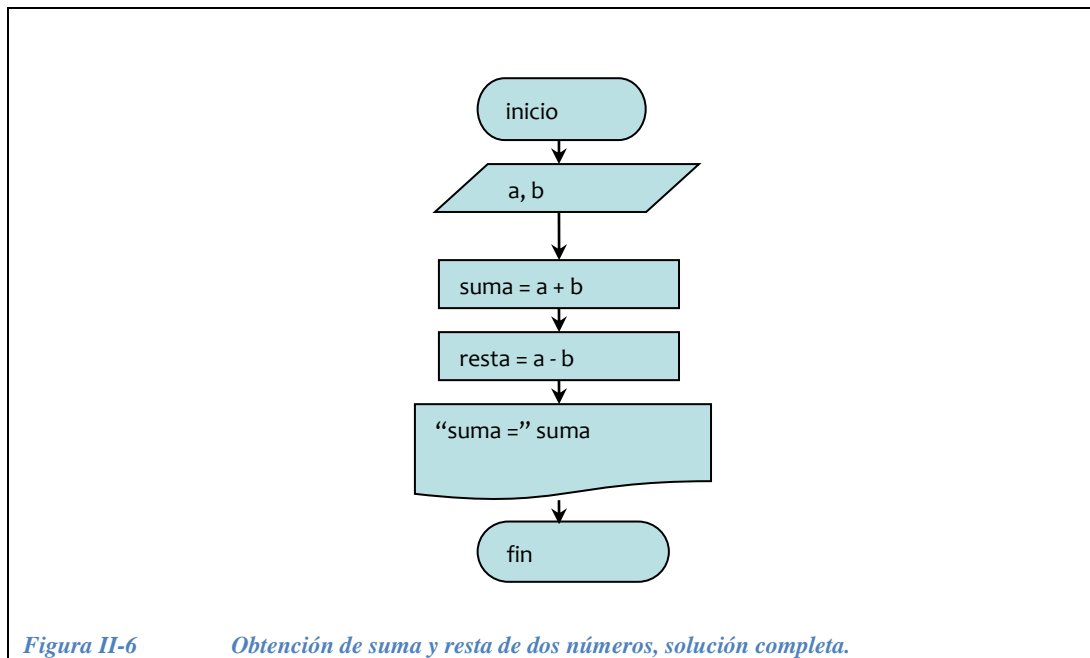 inicio
a, b
suma = a + b
resta = a - b
“suma =” suma
fin
Figura II-6 Obtención de suma y resta de dos números, solución completa.